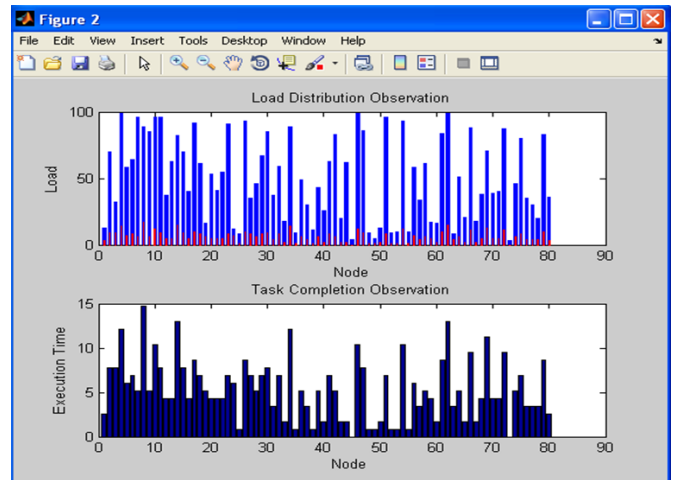 Figure 2
File Edit View Insert Tools Desktop Window Help
Load Distribution Observation
100
50
0
Load
0 10 20 30 40 50 60 70 80 90
Node
Task Completion Observation
15
10
5
0
Execution Time
0 10 20 30 40 50 60 70 80 90
Node